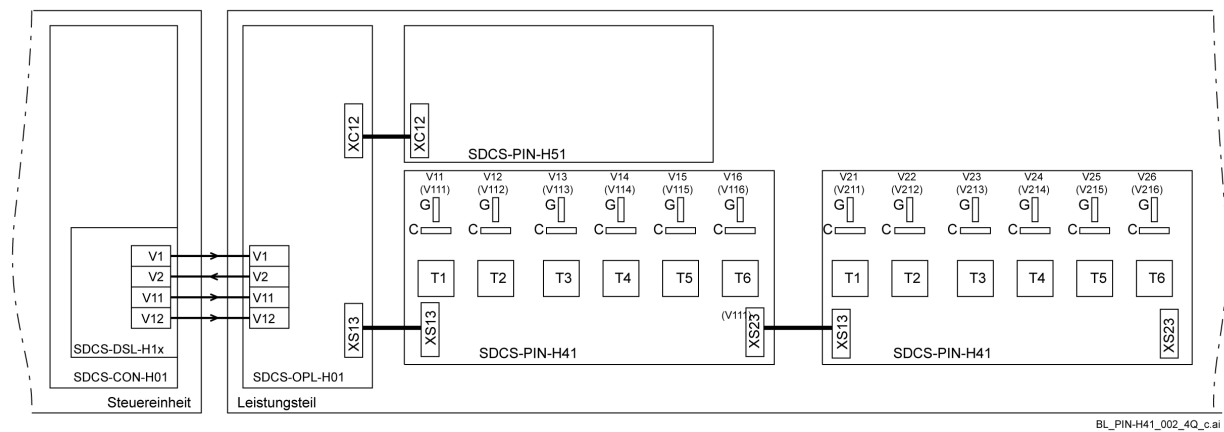 XC12
XC12
SDCS-PIN-H51
V11 V12 V13 V14 V15 V16
(V111) (V112) (V113) (V114) (V115) (V116)
G G G G G G
C C C C C C
T1 T2 T3 T4 T5 T6
V21 V22 V23 V24 V25 V26
(V211) (V212) (V213) (V214) (V215) (V216)
G G G G G G
C C C C C C
T1 T2 T3 T4 T5 T6
V1 V1
V2 V2
V11 V11
V12 V12
XS13
XS13
(V111)
XS23
XS13
XS23
SDCS-DSL-H1x
SDCS-PIN-H41
SDCS-PIN-H41
SDCS-CON-H01
SDCS-OPL-H01
Steuereinheit
Leistungsteil
BL_PIN-H41_002_4Q_c.ai